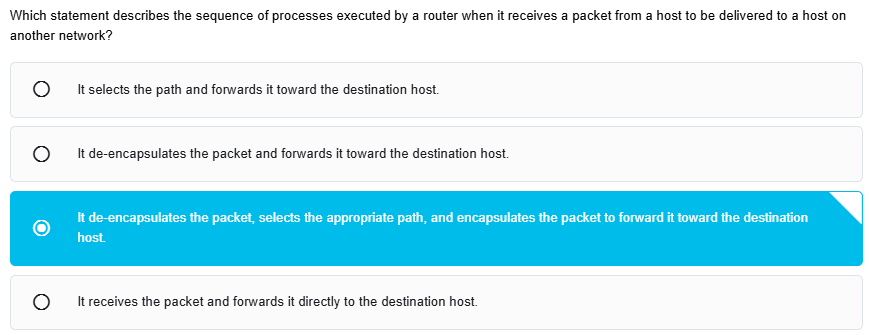 Which statement describes the sequence of processes executed by a router when it receives a packet from a host to be delivered to a host on
another network?
It selects the path and forwards it toward the destination host.
It de-encapsulates the packet and forwards it toward the destination host.
It de-encapsulates the packet, selects the appropriate path, and encapsulates the packet to forward it toward the destination
host.
It receives the packet and forwards it directly to the destination host.